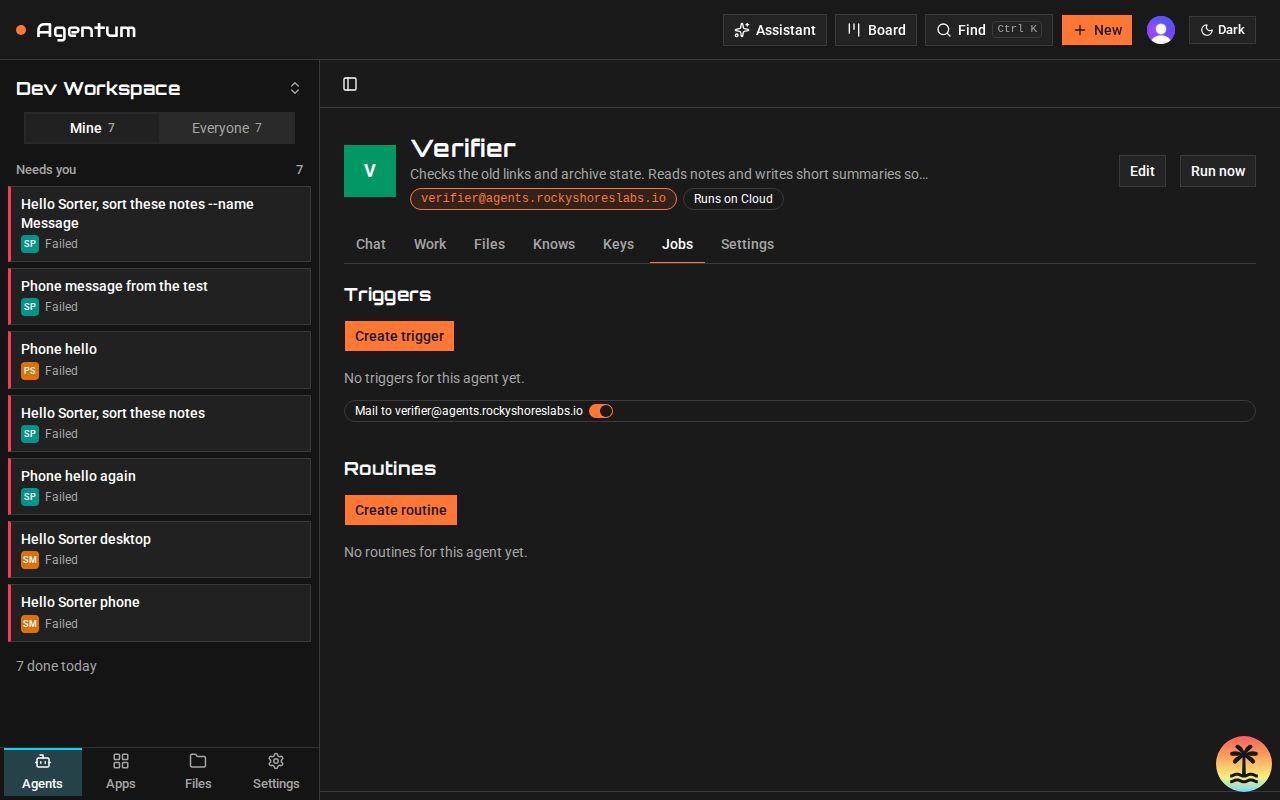 Agentum
Assistant
Board
Find Ctrl K
New
Dark
Dev Workspace
Mine 7
Everyone 7
Needs you 7
Hello Sorter, sort these notes --name
Message
SP Failed
Phone message from the test
SP Failed
Phone hello
PS Failed
Hello Sorter, sort these notes
SP Failed
Phone hello again
SP Failed
Hello Sorter desktop
SM Failed
Hello Sorter phone
SM Failed
7 done today
Agents
Apps
Files
Settings
V
Verifier
Checks the old links and archive state. Reads notes and writes short summaries so…
verifier@agents.rockyshoreslabs.io
Runs on Cloud
Edit
Run now
Chat
Work
Files
Knows
Keys
Jobs
Settings
Triggers
Create trigger
No triggers for this agent yet.
Mail to verifier@agents.rockyshoreslabs.io
Routines
Create routine
No routines for this agent yet.